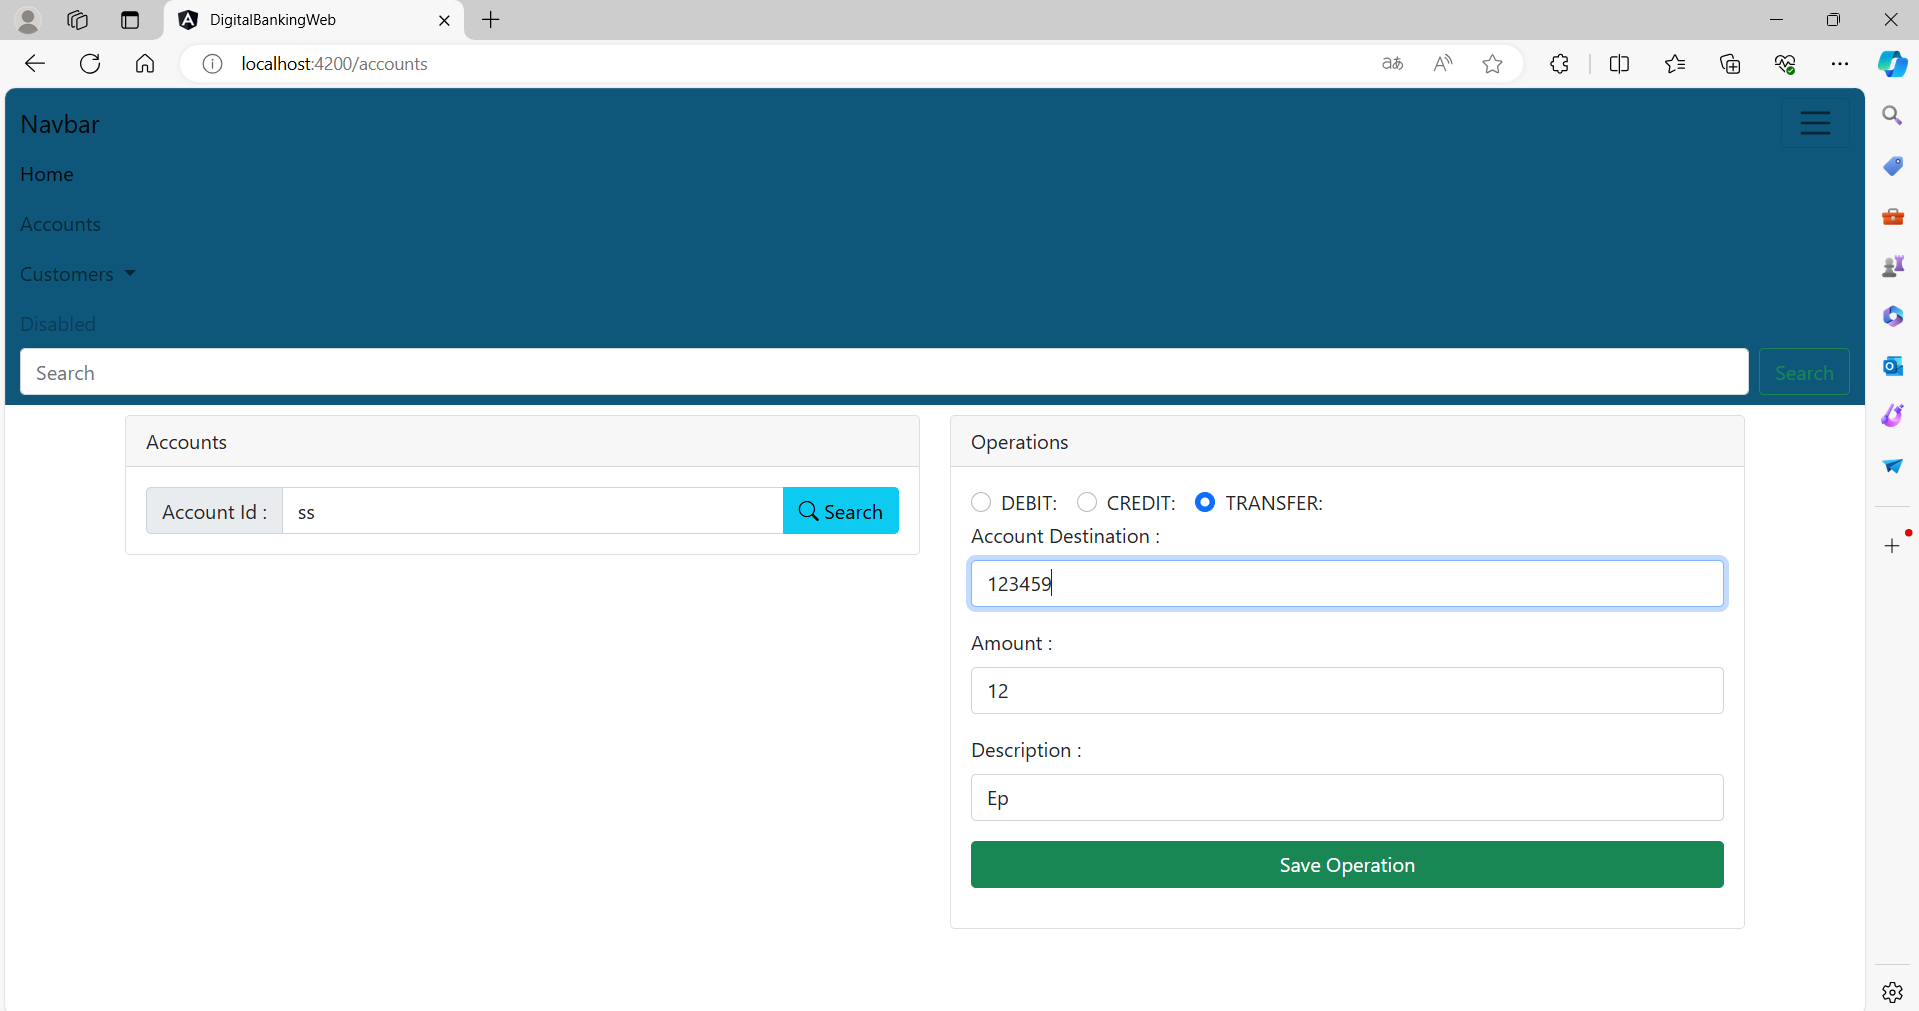 DigitalBankingWeb
localhost:4200/accounts
Navbar
Home
Accounts
Customers
Disabled
Search
Search
Accounts
Account Id :
ss
Search
Operations
DEBIT: CREDIT: TRANSFER:
Account Destination :
123459
Amount :
12
Description :
Ep
Save Operation